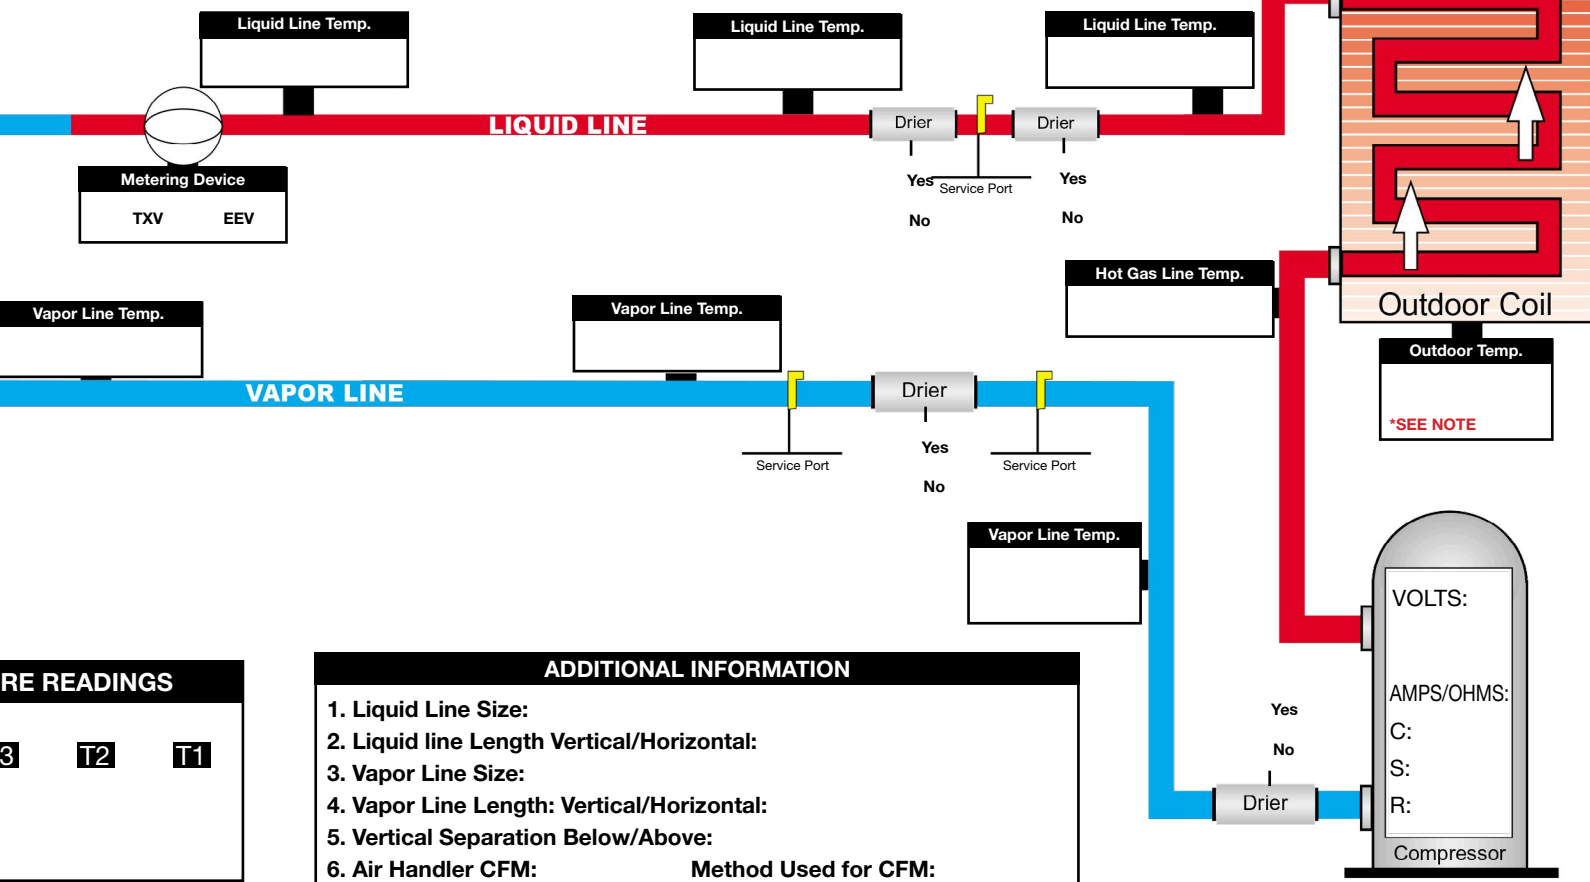 Liquid Line Temp.
Liquid Line Temp.
Liquid Line Temp.
LIQUID LINE
Drier
Drier
Yes
No
Service Port
Yes
No
Metering Device
TXV EEV
Hot Gas Line Temp.
Outdoor Coil
Outdoor Temp.
*SEE NOTE
Vapor Line Temp.
Vapor Line Temp.
VAPOR LINE
Drier
Service Port
Yes
No
Service Port
Vapor Line Temp.
VOLTS:
AMPS/OHMS:
C:
S:
R:
Compressor
Yes
No
Drier
RE READINGS
3 T2 T1
ADDITIONAL INFORMATION
1. Liquid Line Size:
2. Liquid line Length Vertical/Horizontal:
3. Vapor Line Size:
4. Vapor Line Length: Vertical/Horizontal:
5. Vertical Separation Below/Above:
6. Air Handler CFM: Method Used for CFM: